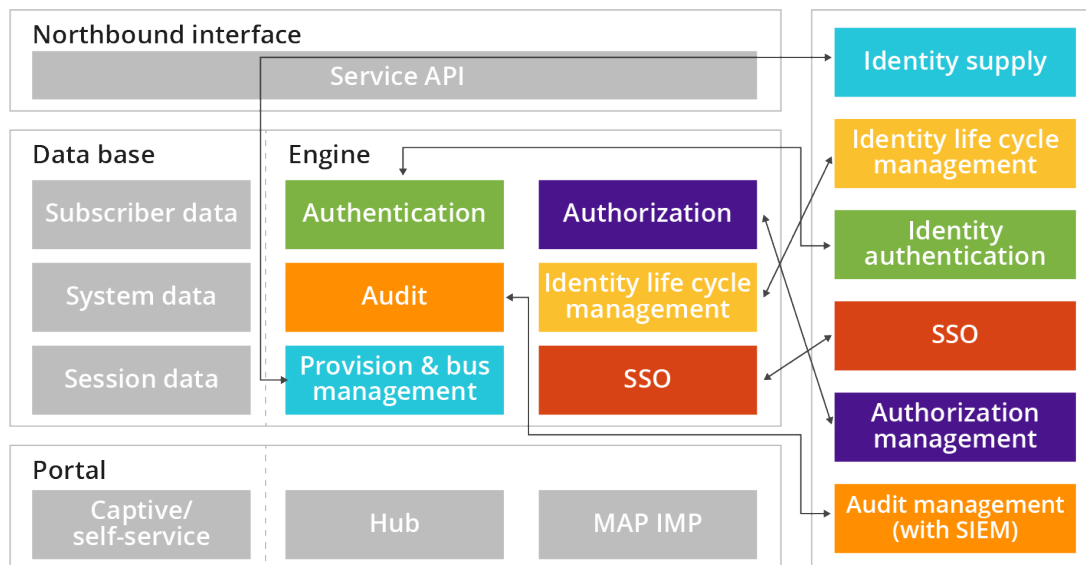 Northbound interface
Service API
Data base
Subscriber data
System data
Session data
Engine
Authentication
Authorization
Audit
Identity life cycle
management
Provision & bus
management
SSO
Portal
Captive/
self-service
Hub
MAP IMP
Identity supply
Identity life cycle
management
Identity
authentication
SSO
Authorization
management
Audit management
(with SIEM)